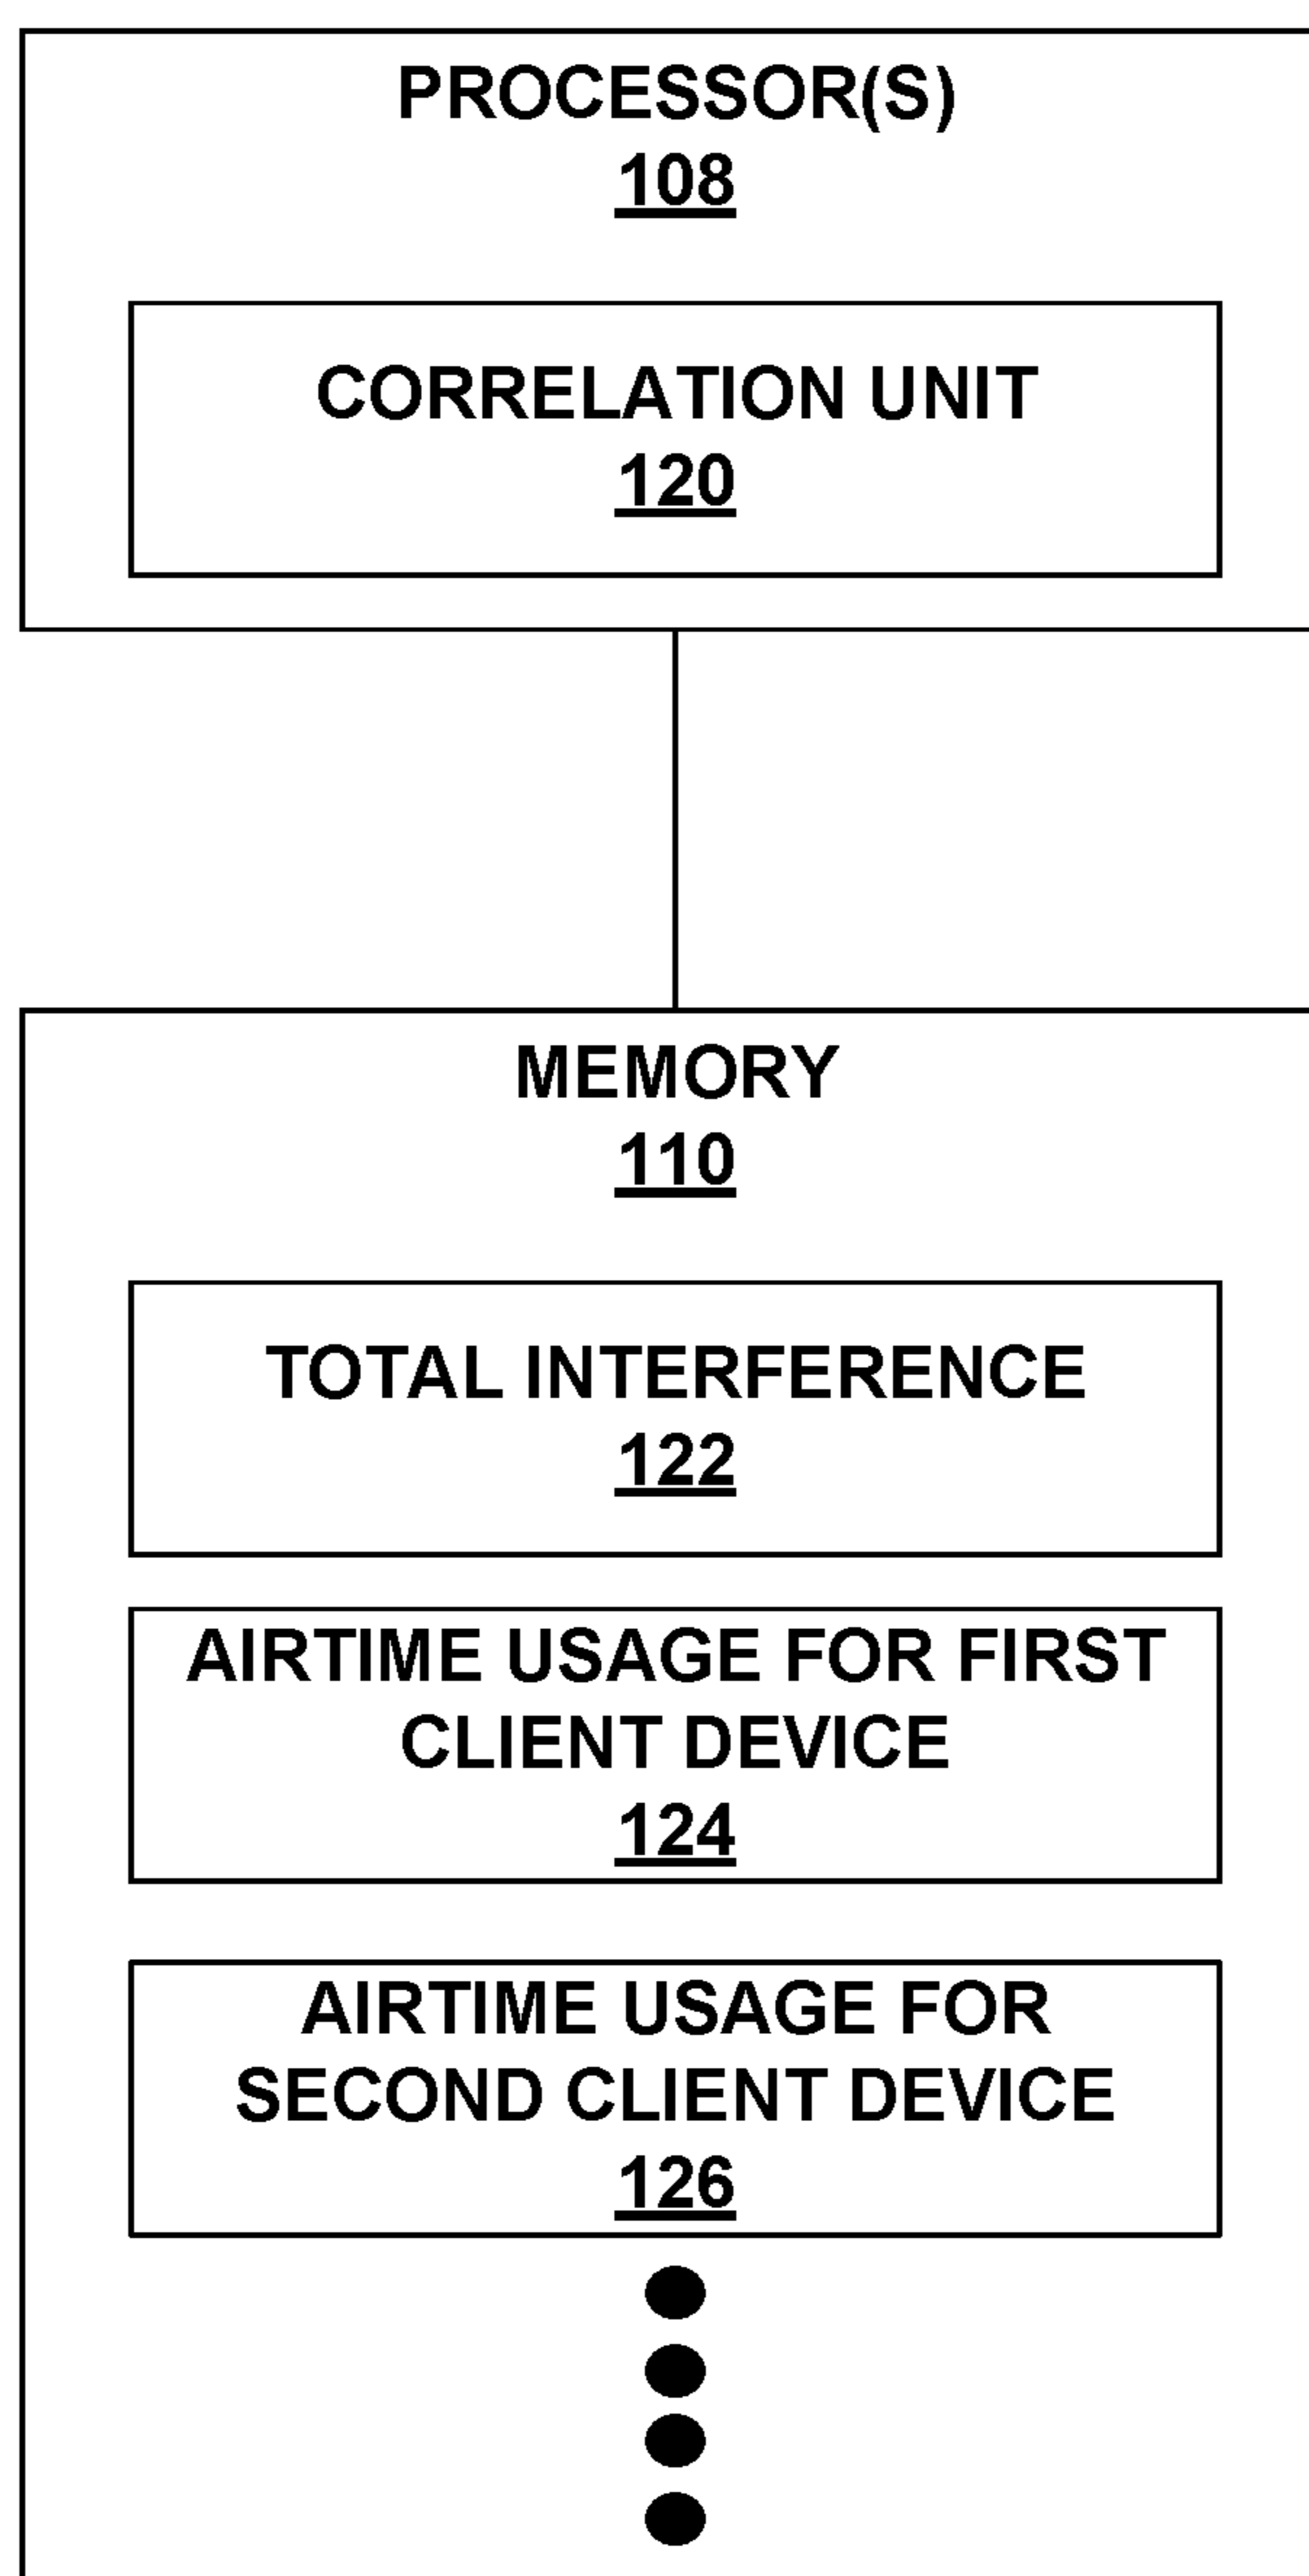 PROCESSOR(S)
108
CORRELATION UNIT
120
MEMORY
110
TOTAL INTERFERENCE
122
AIRTIME USAGE FOR FIRST
CLIENT DEVICE
124
AIRTIME USAGE FOR
SECOND CLIENT DEVICE
126